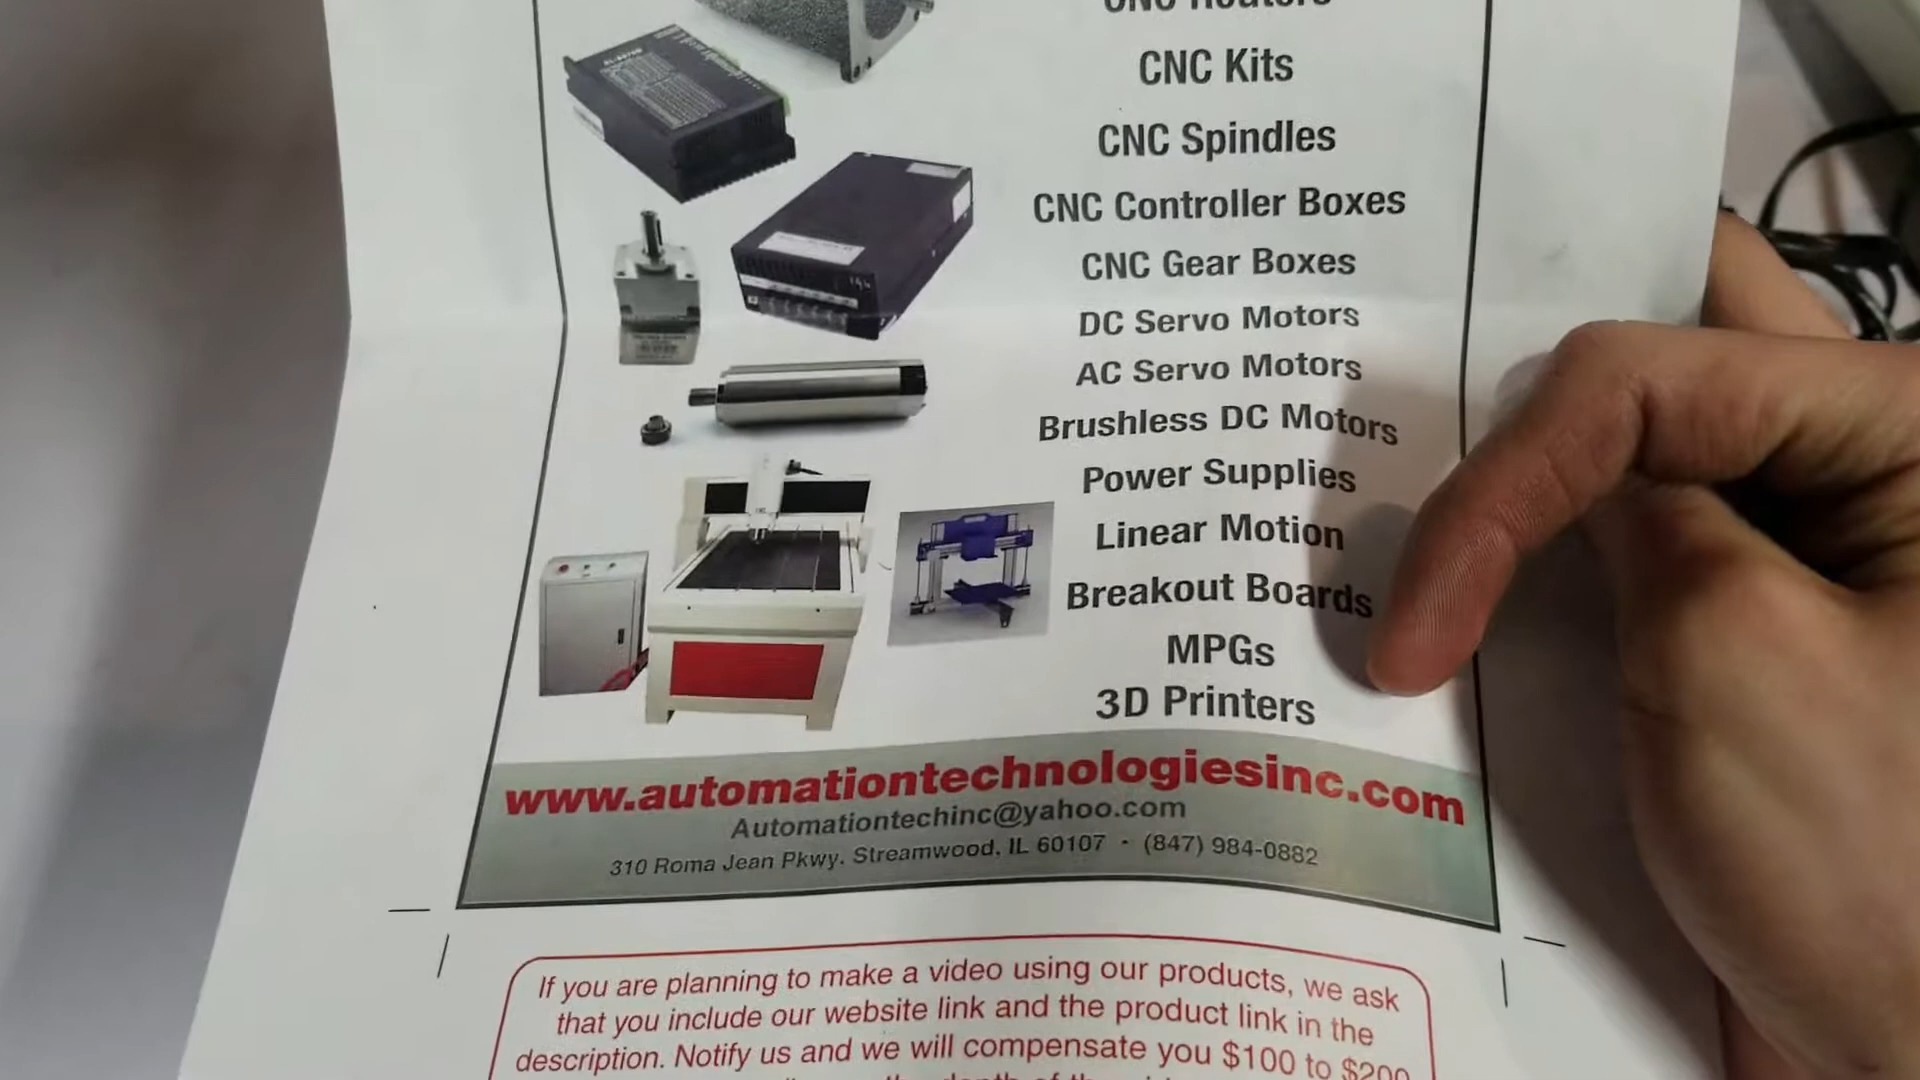 CNC Routers
CNC Kits
CNC Spindles
CNC Controller Boxes
CNC Gear Boxes
DC Servo Motors
AC Servo Motors
Brushless DC Motors
Power Supplies
Linear Motion
Breakout Boards
MPGs
3D Printers
www.automationtechnologiesinc.com
Automationtechinc@yahoo.com
310 Roma Jean Pkwy. Streamwood, IL 60107 · (847) 984-0882
If you are planning to make a video using our products, we ask
that you include our website link and the product link in the
description. Notify us and we will compensate you $100 to $200